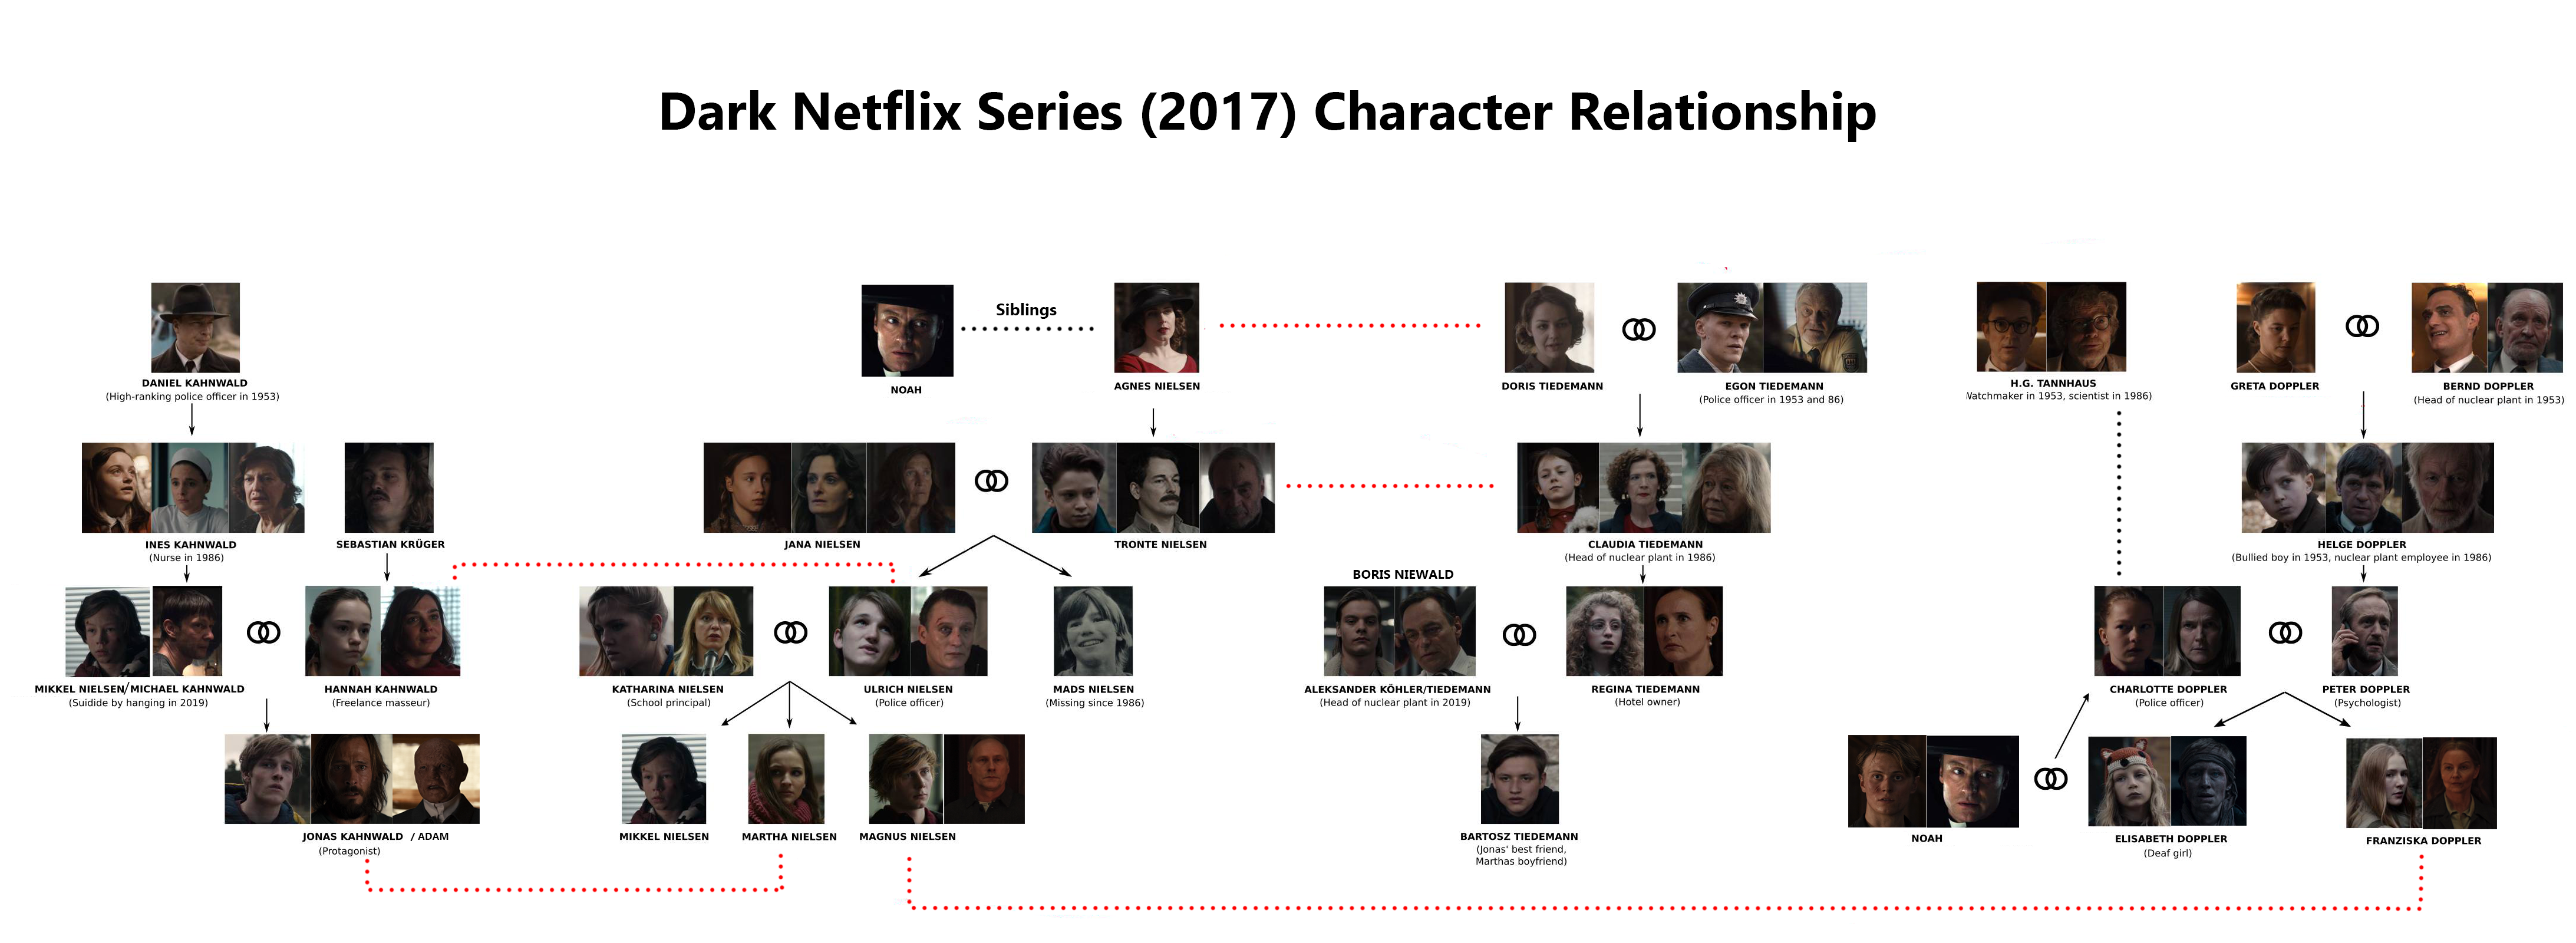 Dark Netflix Series (2017) Character Relationship
Siblings
DANIEL KAHNWALD
(High-ranking police officer in 1953)
NOAH
AGNES NIELSEN
DORIS TIEDEMANN
EGON TIEDEMANN
(Police officer in 1953 and 86)
H.G. TANNHAUS
Watchmaker in 1953, scientist in 1986)
GRETA DOPPLER
BERND DOPPLER
(Head of nuclear plant in 1953)
INES KAHNWALD
(Nurse in 1986)
SEBASTIAN KRÜGER
JANA NIELSEN
TRONTE NIELSEN
CLAUDIA TIEDEMANN
(Head of nuclear plant in 1986)
HELGE DOPPLER
(Bullied boy in 1953, nuclear plant employee in 1986)
BORIS NIEWALD
MIKKEL NIELSEN/MICHAEL KAHNWALD
(Suidide by hanging in 2019)
HANNAH KAHNWALD
(Freelance masseur)
KATHARINA NIELSEN
(School principal)
ULRICH NIELSEN
(Police officer)
MADS NIELSEN
(Missing since 1986)
ALEKSANDER KÖHLER/TIEDEMANN
(Head of nuclear plant in 2019)
REGINA TIEDEMANN
(Hotel owner)
CHARLOTTE DOPPLER
(Police officer)
PETER DOPPLER
(Psychologist)
JONAS KAHNWALD / ADAM
(Protagonist)
MIKKEL NIELSEN
MARTHA NIELSEN
MAGNUS NIELSEN
BARTOSZ TIEDEMANN
(Jonas' best friend,
Marthas boyfriend)
NOAH
ELISABETH DOPPLER
(Deaf girl)
FRANZISKA DOPPLER